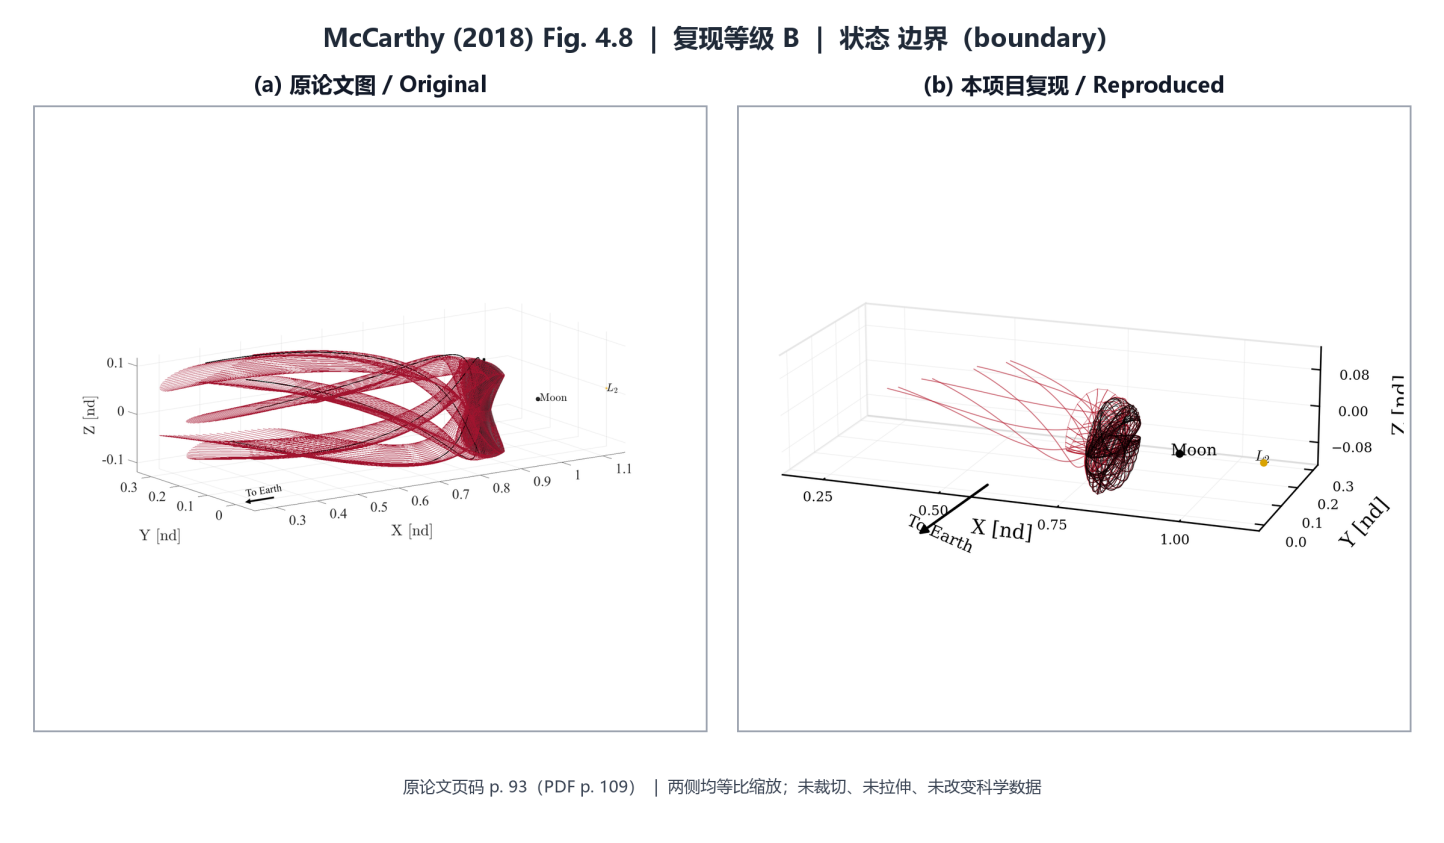 McCarthy (2018) Fig. 4.8 | 复现等级 B | 状态 边界（boundary）
(a) 原论文图 / Original
(b) 本项目复现 / Reproduced
0.1
0
-0.1
Z [nd]
0.3
0.2
0.1
0
Y [nd]
To Earth
0.3
0.4
0.5
0.6
0.7
0.8
0.9
1
1.1
X [nd]
Moon
L2
0.25
0.50
0.75
1.00
X [nd]
To Earth
Moon
L2
0.08
0.00
−0.08
Z [nd]
0.3
0.2
0.1
0.0
Y [nd]
原论文页码 p. 93（PDF p. 109） | 两侧均等比缩放；未裁切、未拉伸、未改变科学数据